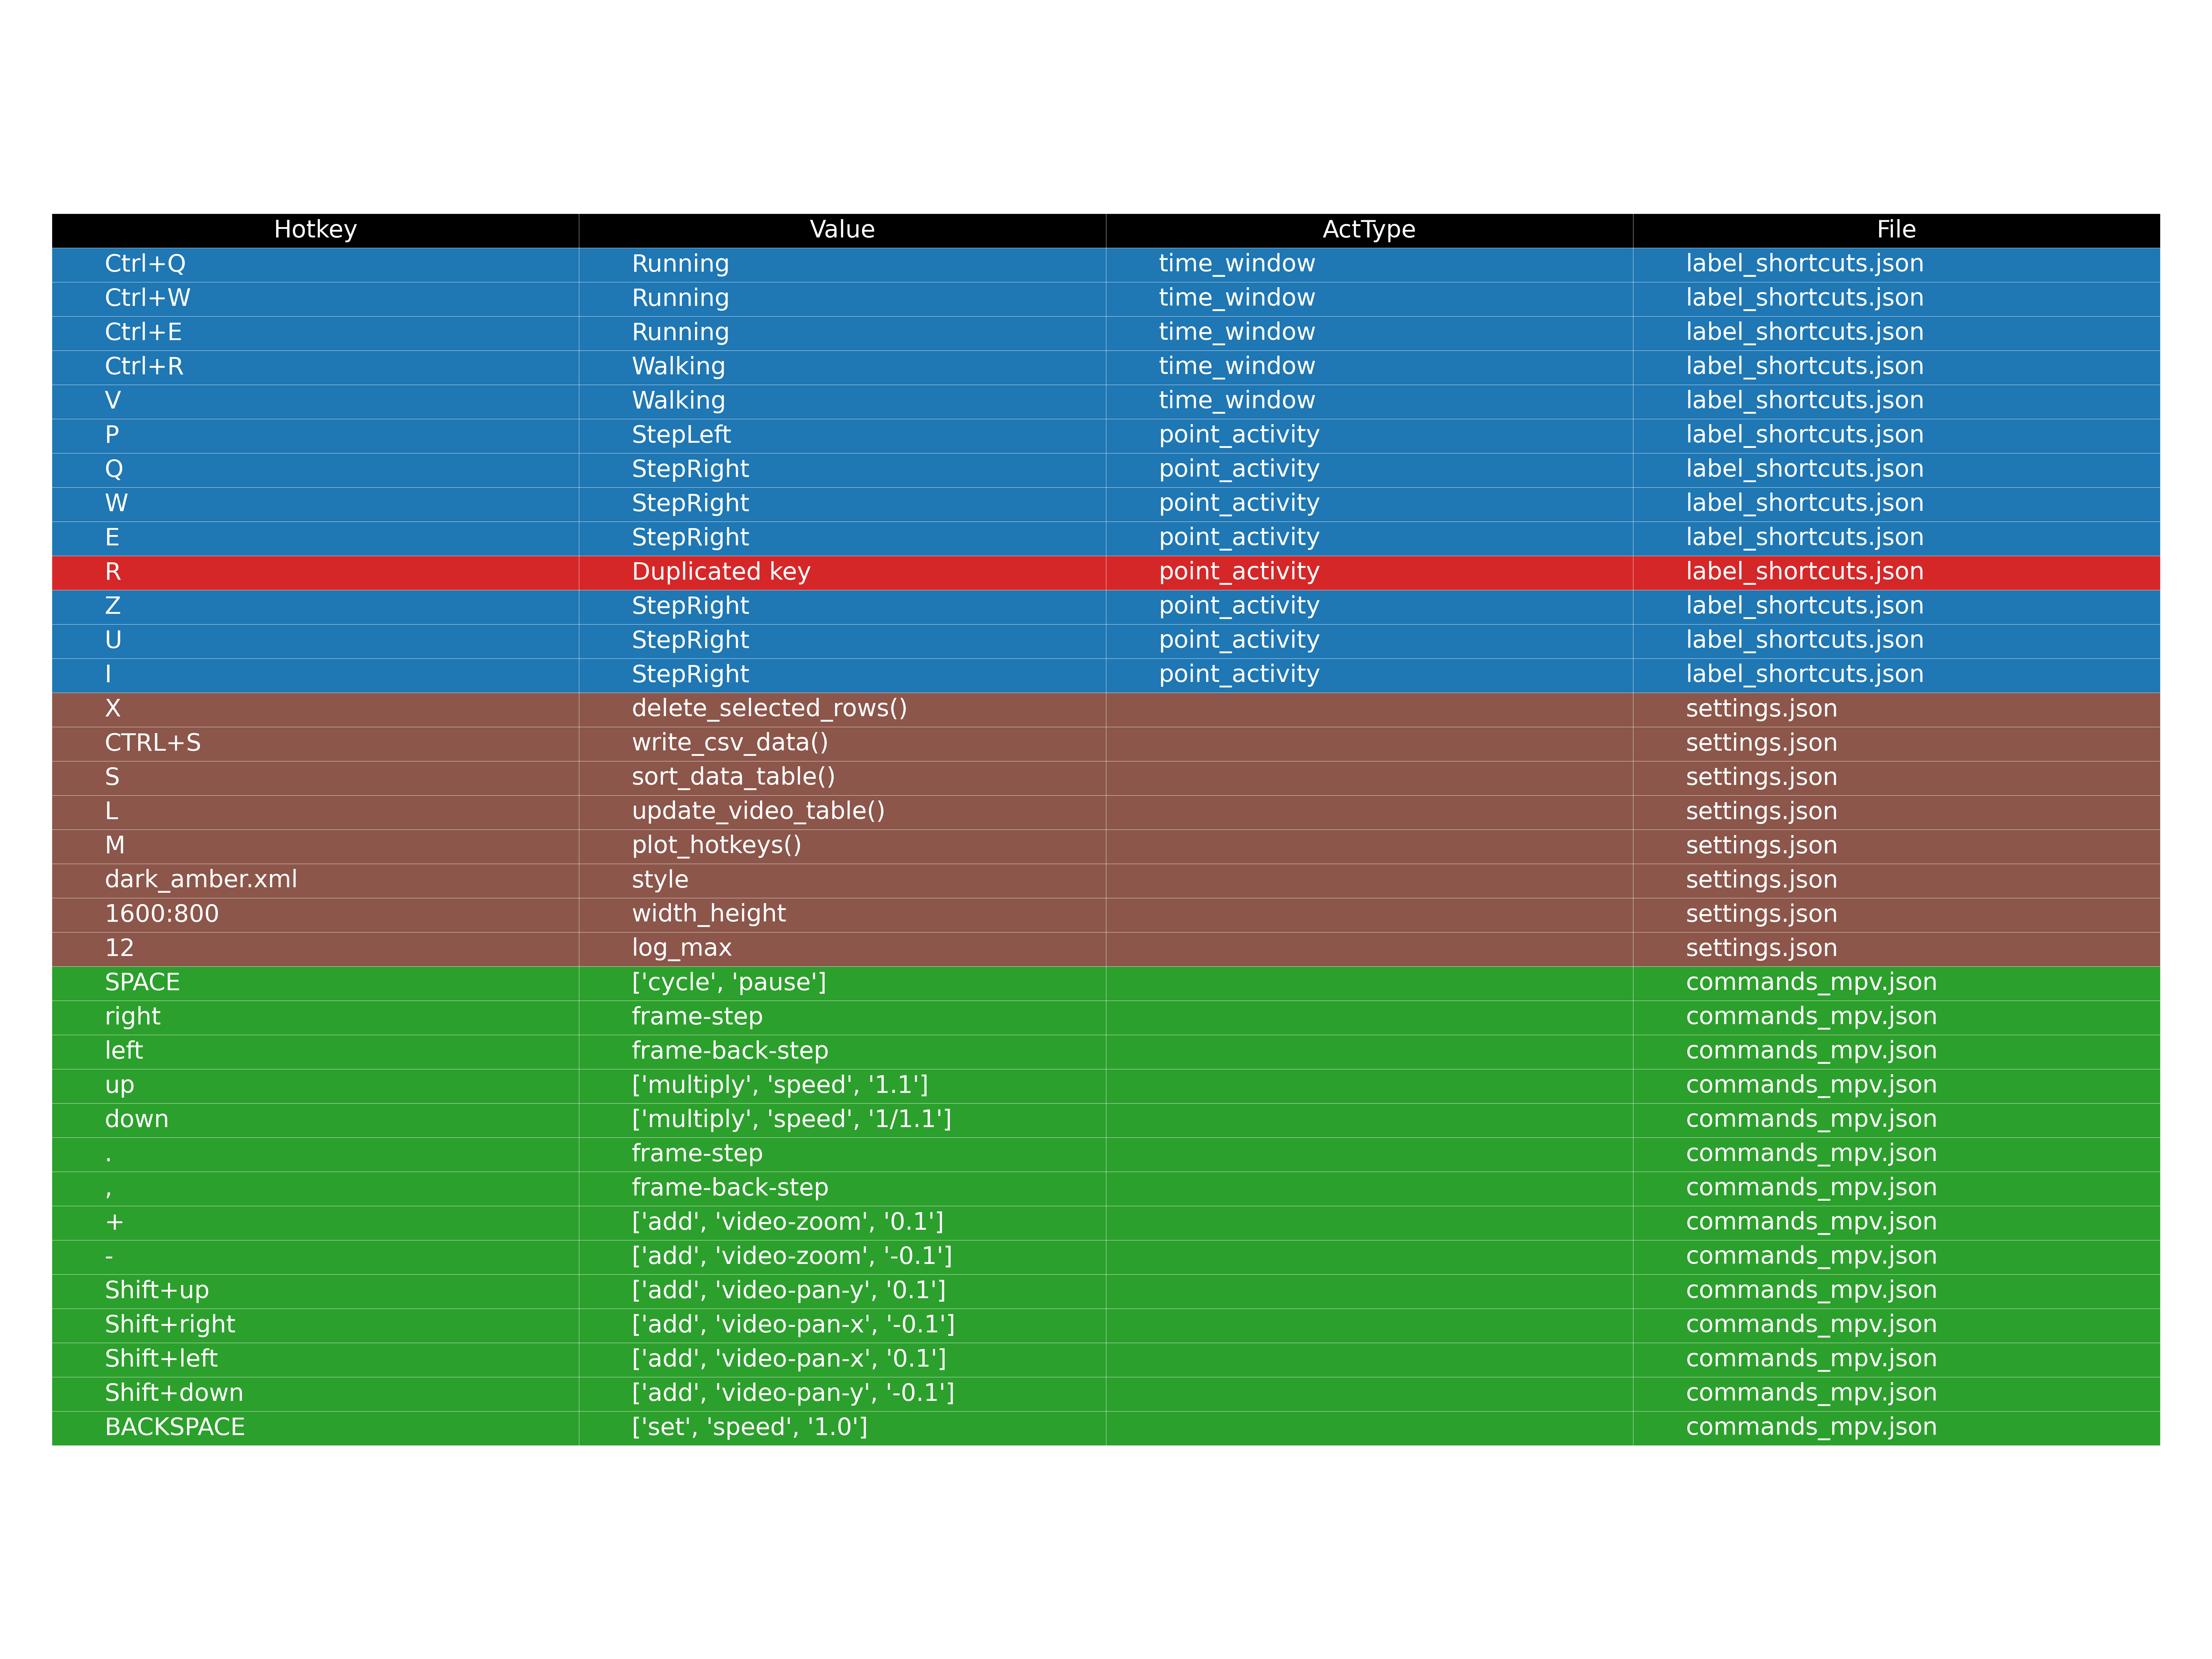 Hotkey Value ActType File
Ctrl+Q Running time_window label_shortcuts.json
Ctrl+W Running time_window label_shortcuts.json
Ctrl+E Running time_window label_shortcuts.json
Ctrl+R Walking time_window label_shortcuts.json
V Walking time_window label_shortcuts.json
P StepLeft point_activity label_shortcuts.json
Q StepRight point_activity label_shortcuts.json
W StepRight point_activity label_shortcuts.json
E StepRight point_activity label_shortcuts.json
R Duplicated key point_activity label_shortcuts.json
Z StepRight point_activity label_shortcuts.json
U StepRight point_activity label_shortcuts.json
I StepRight point_activity label_shortcuts.json
X delete_selected_rows() settings.json
CTRL+S write_csv_data() settings.json
S sort_data_table() settings.json
L update_video_table() settings.json
M plot_hotkeys() settings.json
dark_amber.xml style settings.json
1600:800 width_height settings.json
12 log_max settings.json
SPACE ['cycle', 'pause'] commands_mpv.json
right frame-step commands_mpv.json
left frame-back-step commands_mpv.json
up ['multiply', 'speed', '1.1'] commands_mpv.json
down ['multiply', 'speed', '1/1.1'] commands_mpv.json
. frame-step commands_mpv.json
, frame-back-step commands_mpv.json
+ ['add', 'video-zoom', '0.1'] commands_mpv.json
- ['add', 'video-zoom', '-0.1'] commands_mpv.json
Shift+up ['add', 'video-pan-y', '0.1'] commands_mpv.json
Shift+right ['add', 'video-pan-x', '-0.1'] commands_mpv.json
Shift+left ['add', 'video-pan-x', '0.1'] commands_mpv.json
Shift+down ['add', 'video-pan-y', '-0.1'] commands_mpv.json
BACKSPACE ['set', 'speed', '1.0'] commands_mpv.json